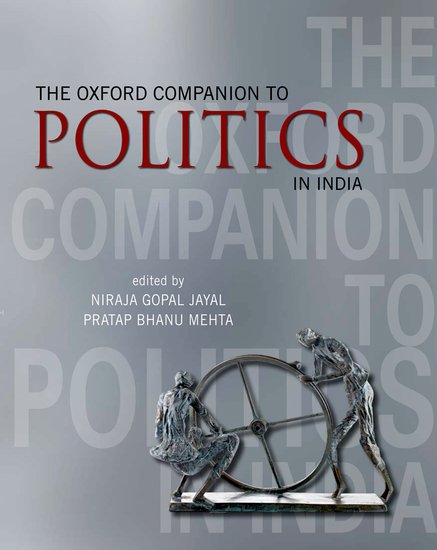 THE OXFORD COMPANION TO
POLITICS
IN INDIA
edited by
NIRAJA GOPAL JAYAL
PRATAP BHANU MEHTA
THE
OXFORD
COMPANION
TO
POLITICS
IN INDIA